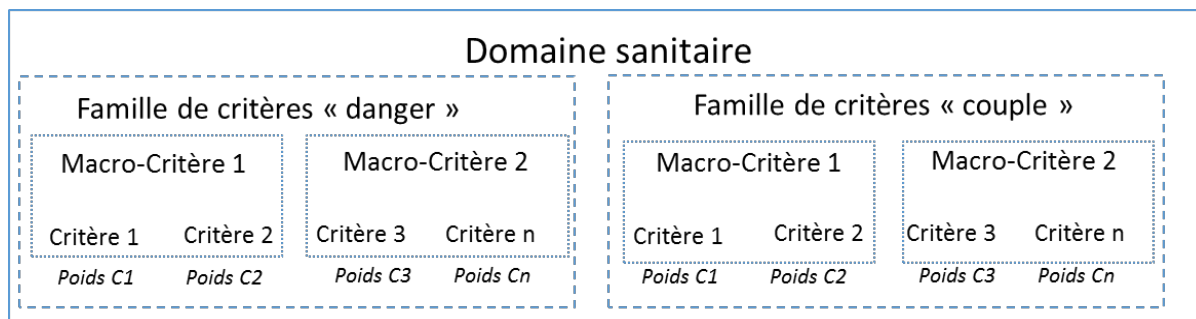 Domaine sanitaire
Famille de critères « danger »
Macro-Critère 1
Macro-Critère 2
Critère 1
Critère 2
Critère 3
Critère n
Poids C1
Poids C2
Poids C3
Poids Cn
Famille de critères « couple »
Macro-Critère 1
Macro-Critère 2
Critère 1
Critère 2
Critère 3
Critère n
Poids C1
Poids C2
Poids C3
Poids Cn